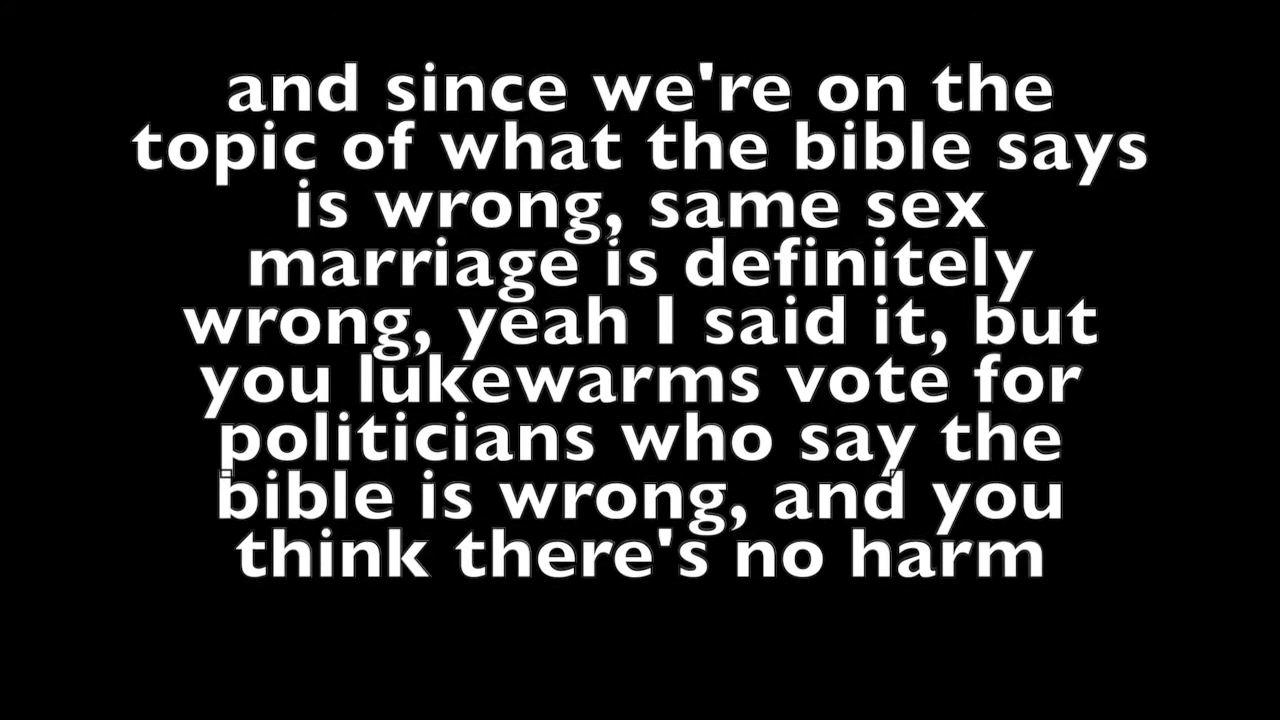 and since we're on the
topic of what the bible says
is wrong, same sex
marriage is definitely
wrong, yeah I said it, but
you lukewarms vote for
politicians who say the
bible is wrong, and you
think there's no harm